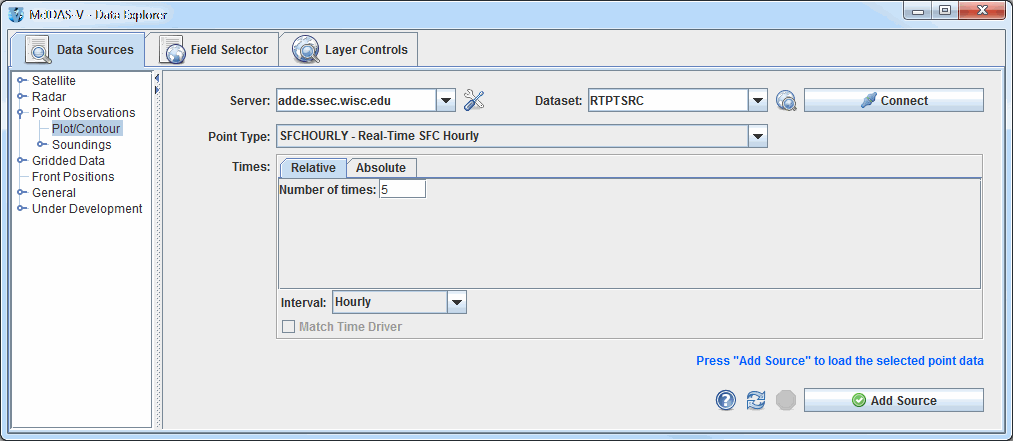 McIDAS-V - Data Explorer
Data Sources Field Selector Layer Controls
Satellite
Radar
Point Observations
Plot/Contour
Soundings
Gridded Data
Front Positions
General
Under Development
Server: adde.ssec.wisc.edu Dataset: RTPTSRC Connect
Point Type: SFCHOURLY - Real-Time SFC Hourly
Times: Relative Absolute
Number of times: 5
Interval: Hourly
Match Time Driver
Press "Add Source" to load the selected point data
? Add Source